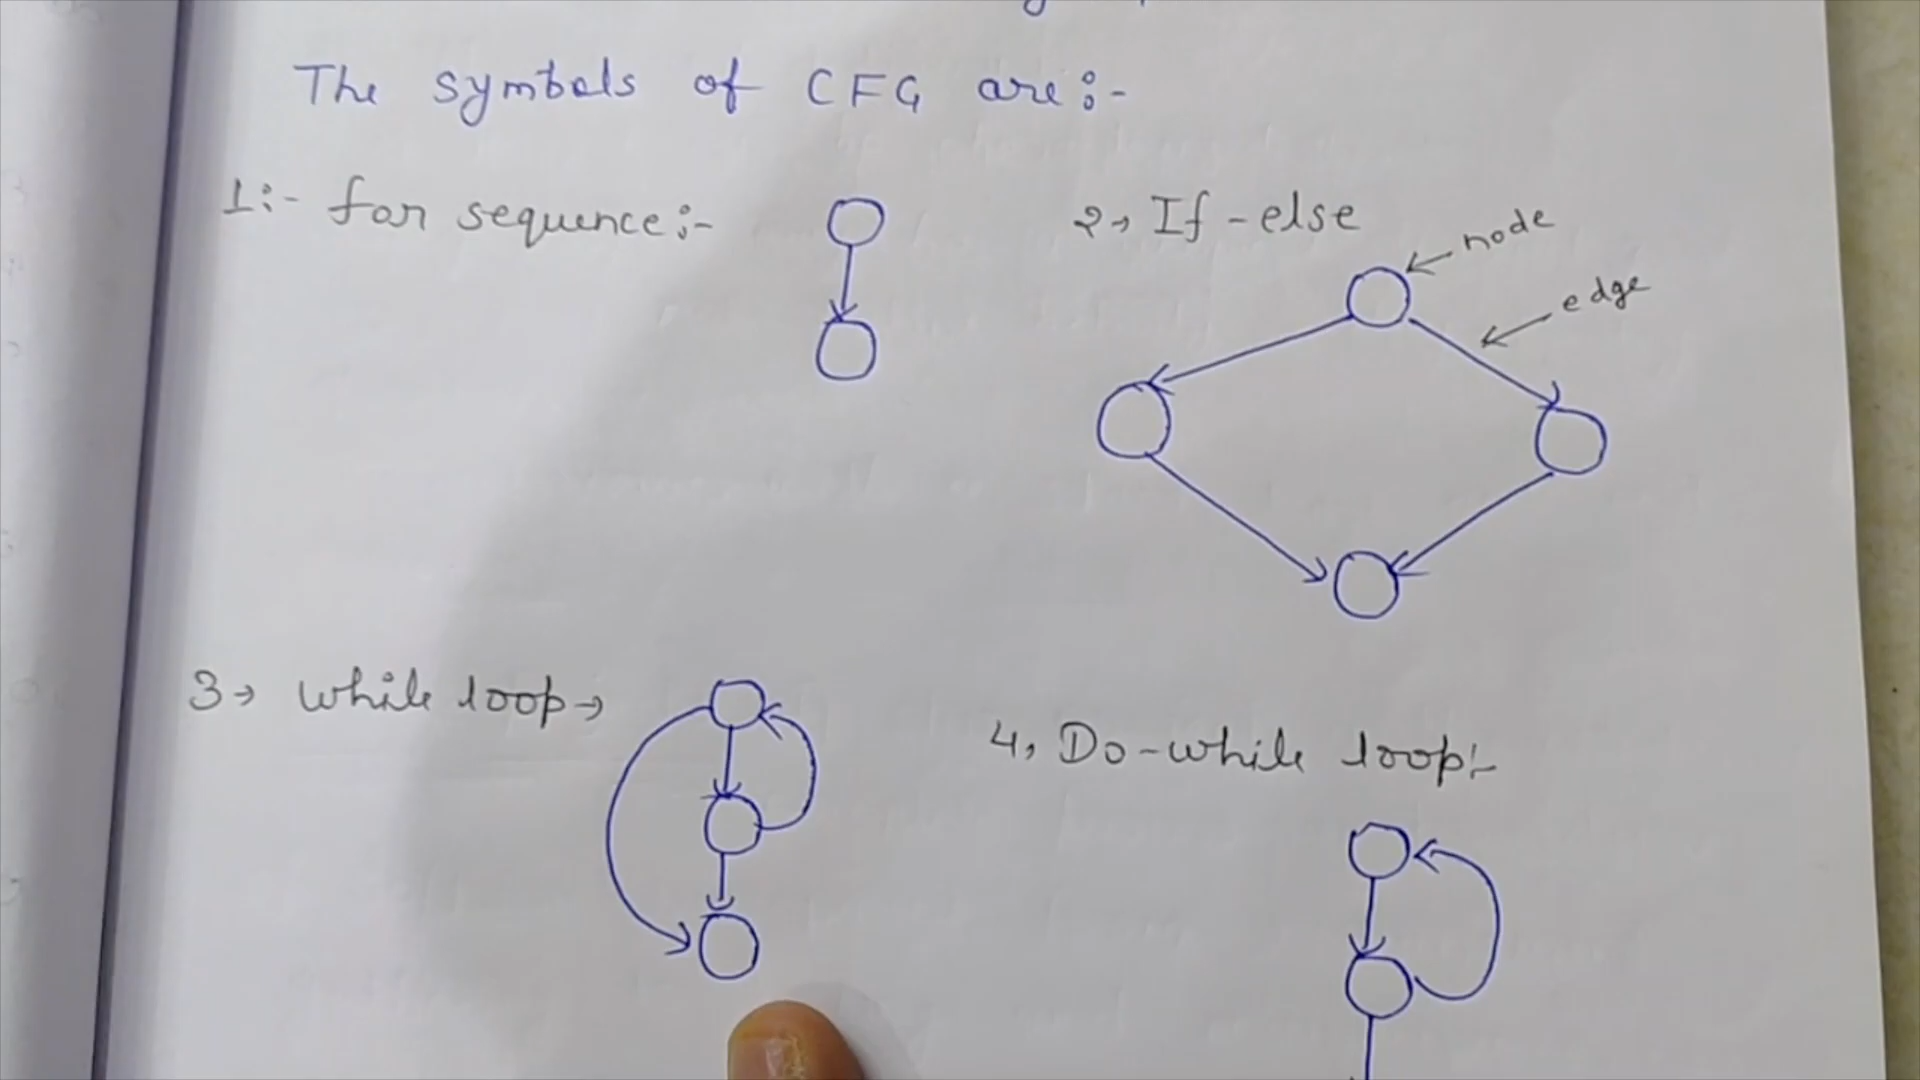 The symbols of CFG are:-
1:- for sequence:-
2→ If-else
node
edge
3→ while loop→
4, Do-while loop:-